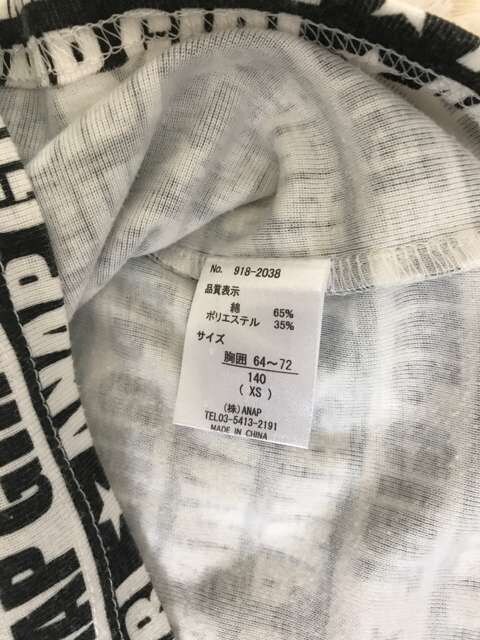 No. 918-2038
品質表示
綿 65%
ポリエステル 35%
サイズ
胸囲 64〜72
140
( XS )
(株) ANAP
TEL03-5413-2191
MADE IN CHINA
ANAP